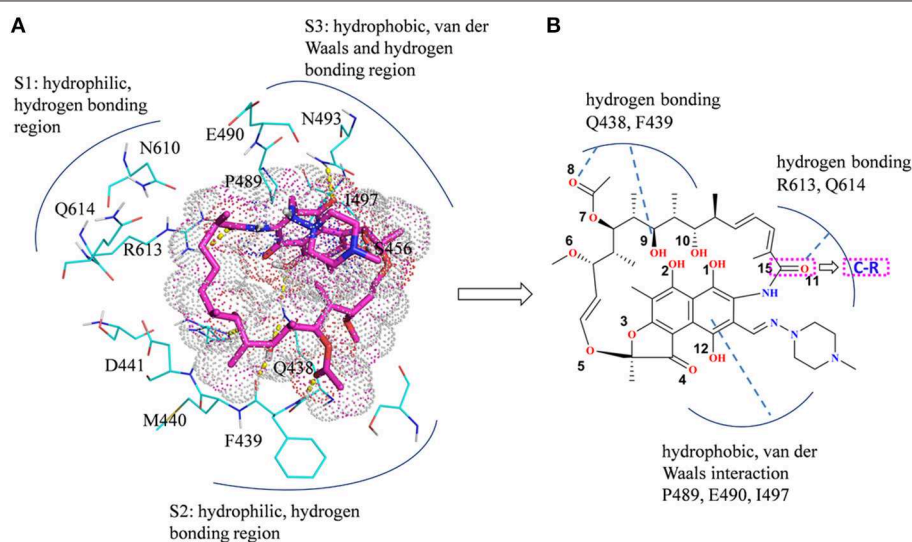 A
S3: hydrophobic, van der
Waals and hydrogen
bonding region
S1: hydrophilic,
hydrogen bonding
region
E490
N493
N610
P489
I497
Q614
R613
S456
D441
Q438
M440
F439
S2: hydrophilic, hydrogen
bonding region
B
hydrogen bonding
Q438, F439
hydrogen bonding
R613, Q614
8
O
7
O
6
O
9
OH
10
OH
15
O
11
C-R
2
OH
1
OH
NH
3
O
N
N
N
12
OH
5
O
4
O
hydrophobic, van der
Waals interaction
P489, E490, I497